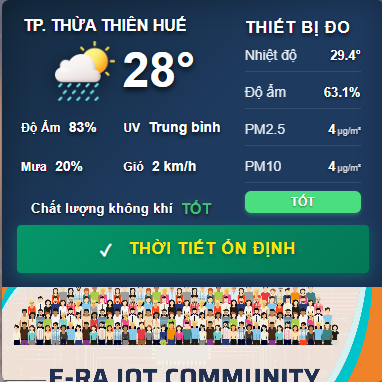 TP. THỪA THIÊN HUẾ
28°
Độ Ẩm 83% UV Trung bình
Mưa 20% Gió 2 km/h
Chất lượng không khí TỐT
THIẾT BỊ ĐO
Nhiệt độ 29.4°
Độ ẩm 63.1%
PM2.5 4 µg/m³
PM10 4 µg/m³
TỐT
✓ THỜI TIẾT ỔN ĐỊNH
E-RA IOT COMMUNITY